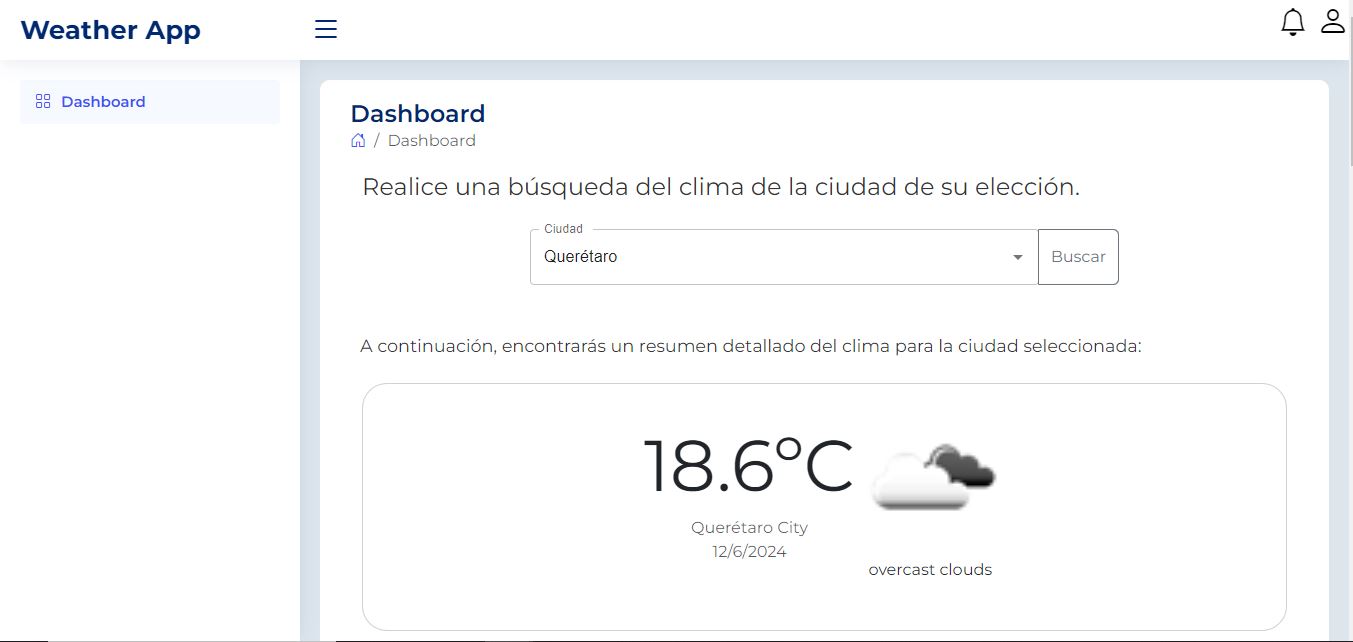 Weather App
Dashboard
Dashboard
/ Dashboard
Realice una búsqueda del clima de la ciudad de su elección.
Ciudad
Querétaro
Buscar
A continuación, encontrarás un resumen detallado del clima para la ciudad seleccionada:
18.6°C
Querétaro City
12/6/2024
overcast clouds